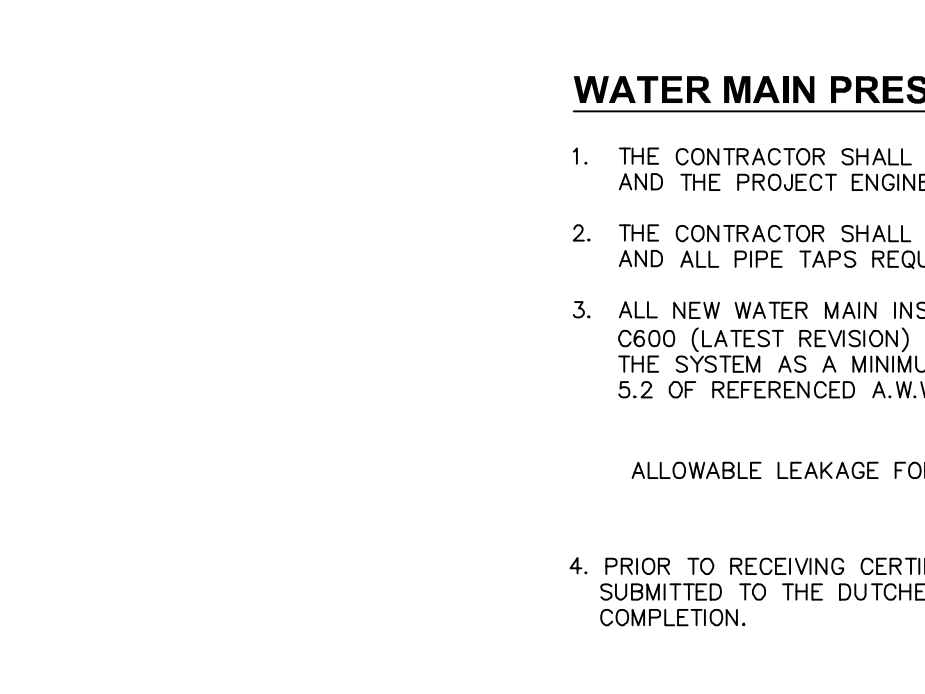 WATER MAIN PRES
1. THE CONTRACTOR SHALL
AND THE PROJECT ENGINE
2. THE CONTRACTOR SHALL
AND ALL PIPE TAPS REQU
3. ALL NEW WATER MAIN INS
C600 (LATEST REVISION)
THE SYSTEM AS A MINIMU
5.2 OF REFERENCED A.W.W
ALLOWABLE LEAKAGE FO
4. PRIOR TO RECEIVING CERTI
SUBMITTED TO THE DUTCHE
COMPLETION.